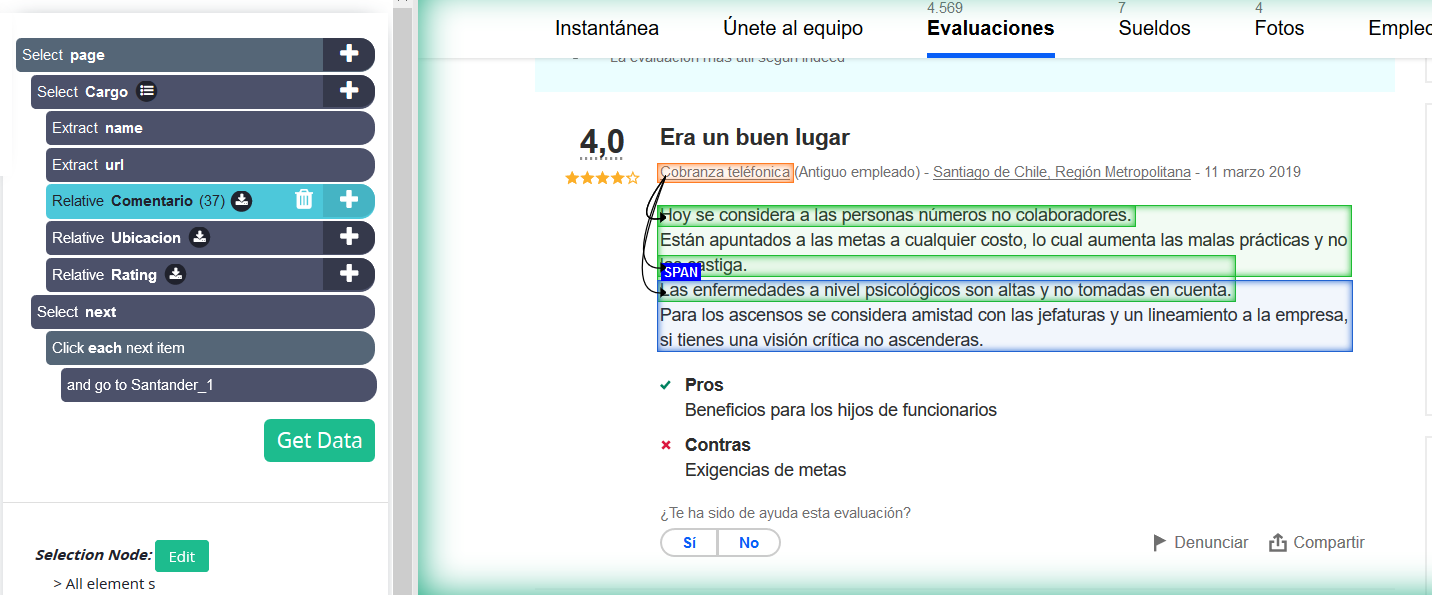 Select page
Select Cargo
Extract name
Extract url
Relative Comentario (37)
Relative Ubicacion
Relative Rating
Select next
Click each next item
and go to Santander_1
Get Data
Selection Node: Edit
> All element s
4.569
7
4
Instantánea
Únete al equipo
Evaluaciones
Sueldos
Fotos
Emplec
La evaluación más útil según Indeed
4,0
Era un buen lugar
Cobranza teléfonica (Antiguo empleado) - Santiago de Chile, Región Metropolitana - 11 marzo 2019
Hoy se considera a las personas números no colaboradores.
Están apuntados a las metas a cualquier costo, lo cual aumenta las malas prácticas y no
castiga.
SPAN
Las enfermedades a nivel psicológicos son altas y no tomadas en cuenta.
Para los ascensos se considera amistad con las jefaturas y un lineamiento a la empresa,
si tienes una visión crítica no ascenderas.
Pros
Beneficios para los hijos de funcionarios
Contras
Exigencias de metas
¿Te ha sido de ayuda esta evaluación?
Sí
No
Denunciar
Compartir